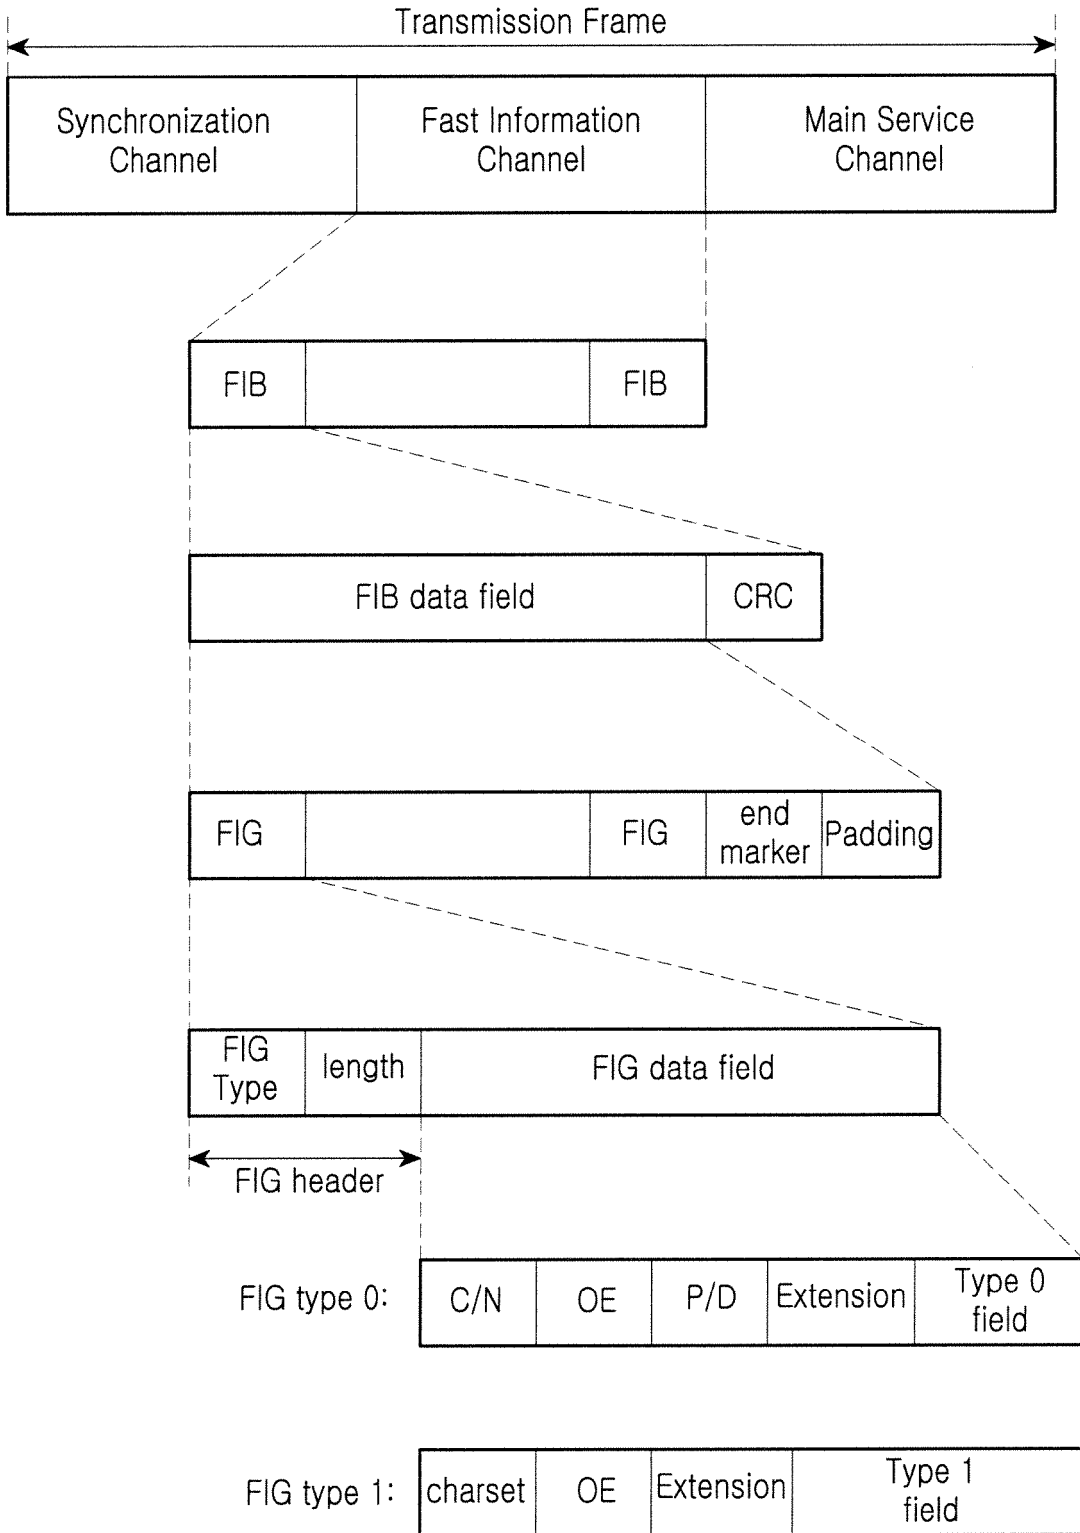 Transmission Frame
Synchronization
Channel
Fast Information
Channel
Main Service
Channel
FIB
FIB
FIB data field
CRC
FIG
FIG
end
marker
Padding
FIG
Type
length
FIG data field
FIG header
FIG type 0:
C/N
OE
P/D
Extension
Type 0
field
FIG type 1:
charset
OE
Extension
Type 1
field